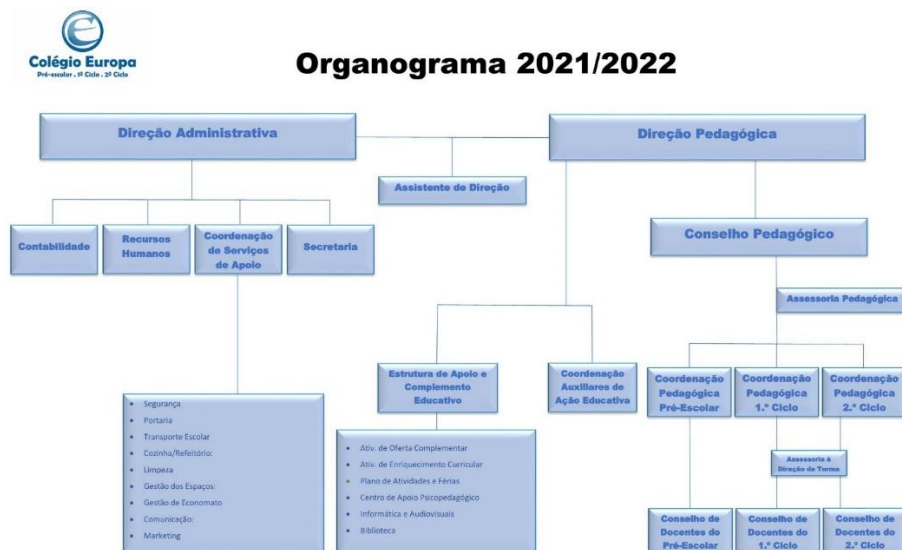 Colégio Europa
Pré-escolar . 1º Ciclo . 2º Ciclo
Organograma 2021/2022
Direção Administrativa
Direção Pedagógica
Assistente de Direção
Contabilidade
Recursos
Humanos
Coordenação
de Serviços
de Apoio
Secretaria
Conselho Pedagógico
Assessoria Pedagógica
Estrutura de Apoio e
Complemento
Educativo
Coordenação
Auxiliares de
Ação Educativa
Coordenação
Pedagógica
Pré-Escolar
Coordenação
Pedagógica
1.º Ciclo
Coordenação
Pedagógica
2.º Ciclo
• Segurança
• Portaria
• Transporte Escolar
• Cozinha/Refeitório:
• Limpeza
• Gestão dos Espaços:
• Gestão de Economato
• Comunicação:
• Marketing
• Ativ. de Oferta Complementar
• Ativ. de Enriquecimento Curricular
• Plano de Atividades e Férias
• Centro de Apoio Psicopedagógico
• Informática e Audiovisuais
• Biblioteca
Assessoria à
Direção de Turma
Conselho de
Docentes do
Pré-Escolar
Conselho de
Docentes do
1.º Ciclo
Conselho de
Docentes do
2.º Ciclo